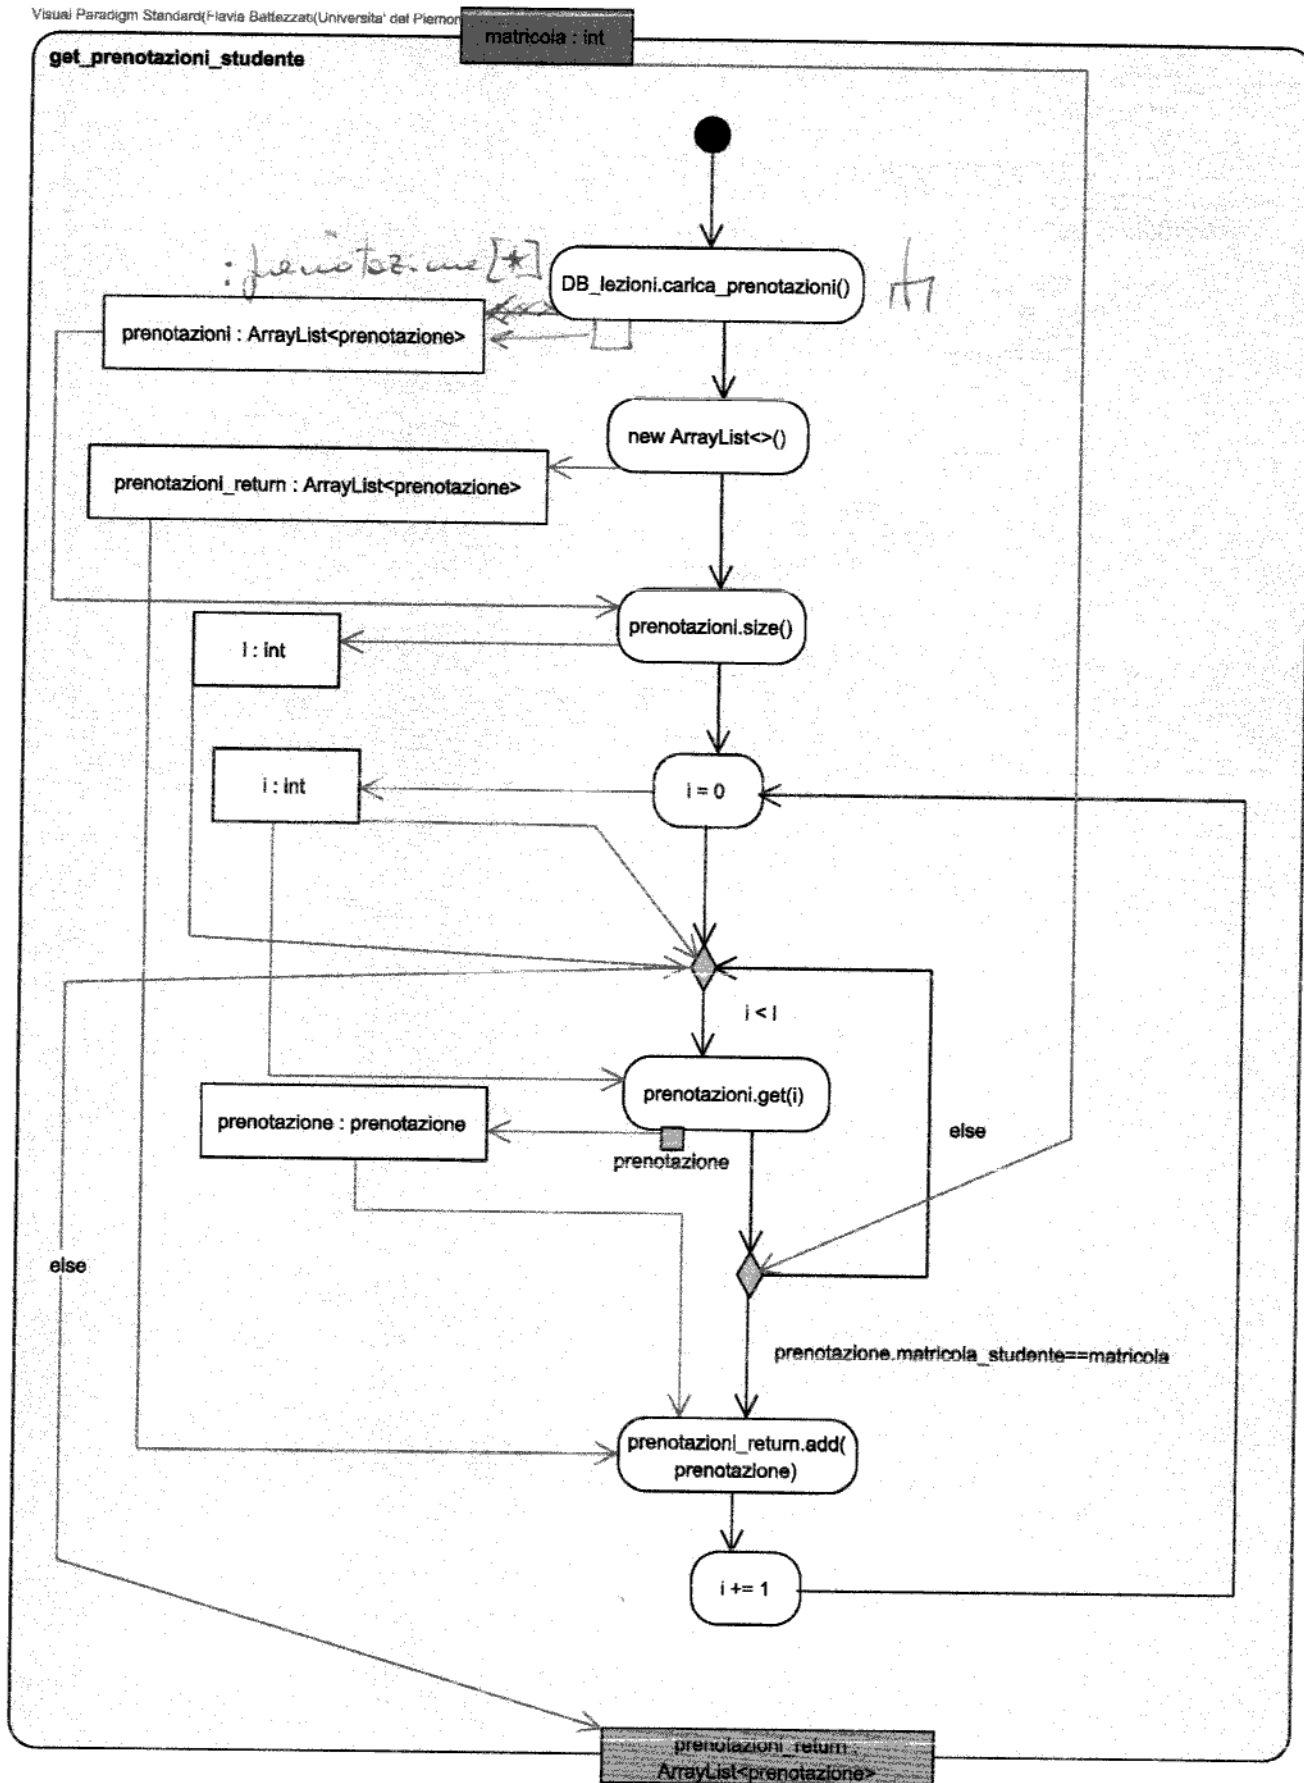 Visual Paradigm Standard(Flavia Battezzati(Universita' del Piemon
matricola : int
get_prenotazioni_studente
: prenotazione [*]
DB_lezioni.carica_prenotazioni()
prenotazioni : ArrayList<prenotazione>
new ArrayList<>()
prenotazioni_return : ArrayList<prenotazione>
prenotazioni.size()
l : int
i : int
i = 0
i < l
prenotazioni.get(i)
prenotazione : prenotazione
prenotazione
else
else
prenotazione.matricola_studente==matricola
prenotazioni_return.add(
prenotazione)
i += 1
prenotazioni_return :
ArrayList<prenotazione>